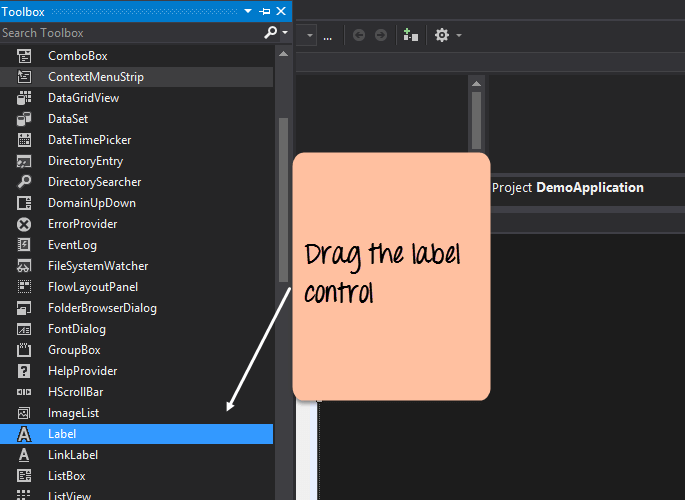 Toolbox
Search Toolbox
ComboBox
ContextMenuStrip
DataGridView
DataSet
DateTimePicker
DirectoryEntry
DirectorySearcher
DomainUpDown
ErrorProvider
EventLog
FileSystemWatcher
FlowLayoutPanel
FolderBrowserDialog
FontDialog
GroupBox
HelpProvider
HScrollBar
ImageList
Label
LinkLabel
ListBox
ListView
...
Project DemoApplication
Drag the label
control